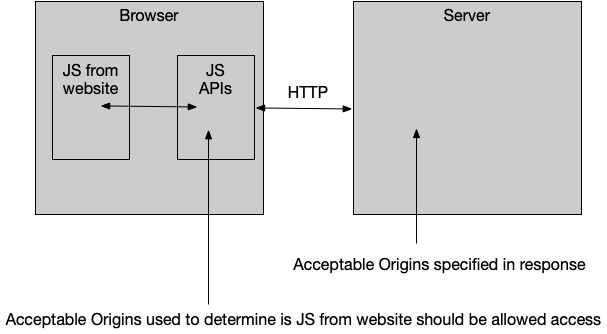 Browser
Server
JS from
website
JS
APIs
HTTP
Acceptable Origins specified in response
Acceptable Origins used to determine is JS from website should be allowed access